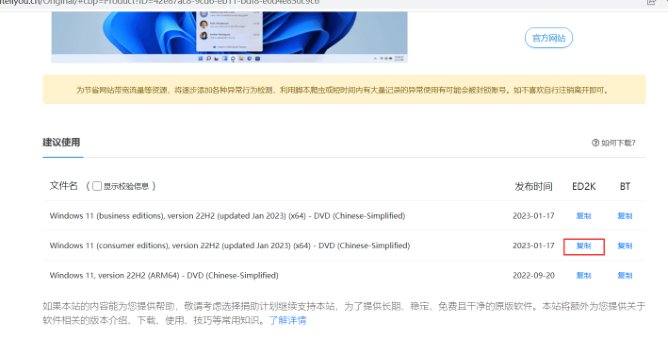 官方网站
为节省网站带宽流量等资源，将逐步添加各种异常行为检测，利用脚本爬虫或短时间内有大量记录的异常使用有可能会被封锁账号。如不喜欢自行注销离开即可。
建议使用 如何下载?
文件名 ( 显示校验信息 ) 发布时间 ED2K BT
Windows 11 (business editions), version 22H2 (updated Jan 2023) (x64) - DVD (Chinese-Simplified) 2023-01-17 复制 复制
Windows 11 (consumer editions), version 22H2 (updated Jan 2023) (x64) - DVD (Chinese-Simplified) 2023-01-17 复制 复制
Windows 11, version 22H2 (ARM64) - DVD (Chinese-Simplified) 2022-09-20 复制 复制
如果本站的内容能为您提供帮助，敬请考虑选择捐助计划继续支持本站，为了提供长期、稳定、免费且干净的原版软件。本站将额外为您提供关于
软件相关的版本介绍、下载、使用、技巧等常用知识。了解详情